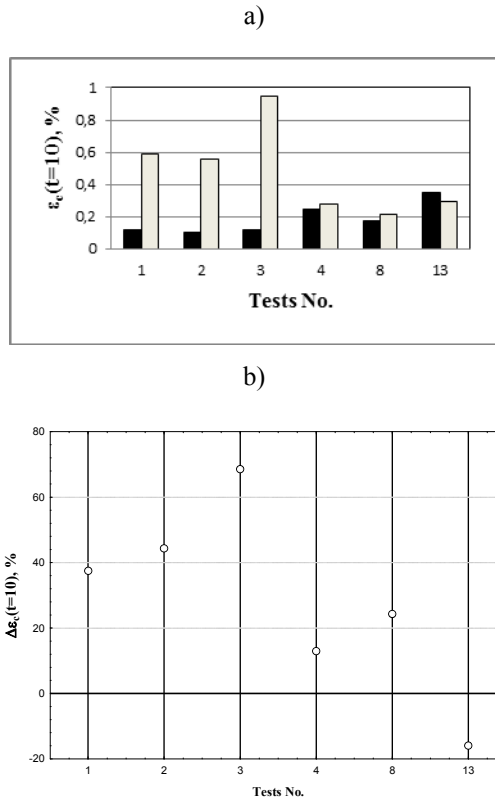 a)
1
0,8
0,6
0,4
0,2
0
εc(t=10), %
1 2 3 4 8 13
Tests No.
b)
80
60
40
20
0
-20
Δεc(t=10), %
1 2 3 4 8 13
Tests No.